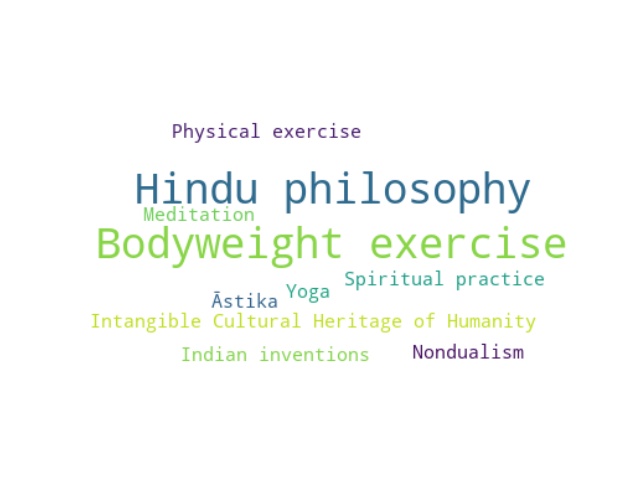 Physical exercise
Hindu philosophy
Meditation
Bodyweight exercise
Spiritual practice
Yoga
Āstika
Intangible Cultural Heritage of Humanity
Nondualism
Indian inventions